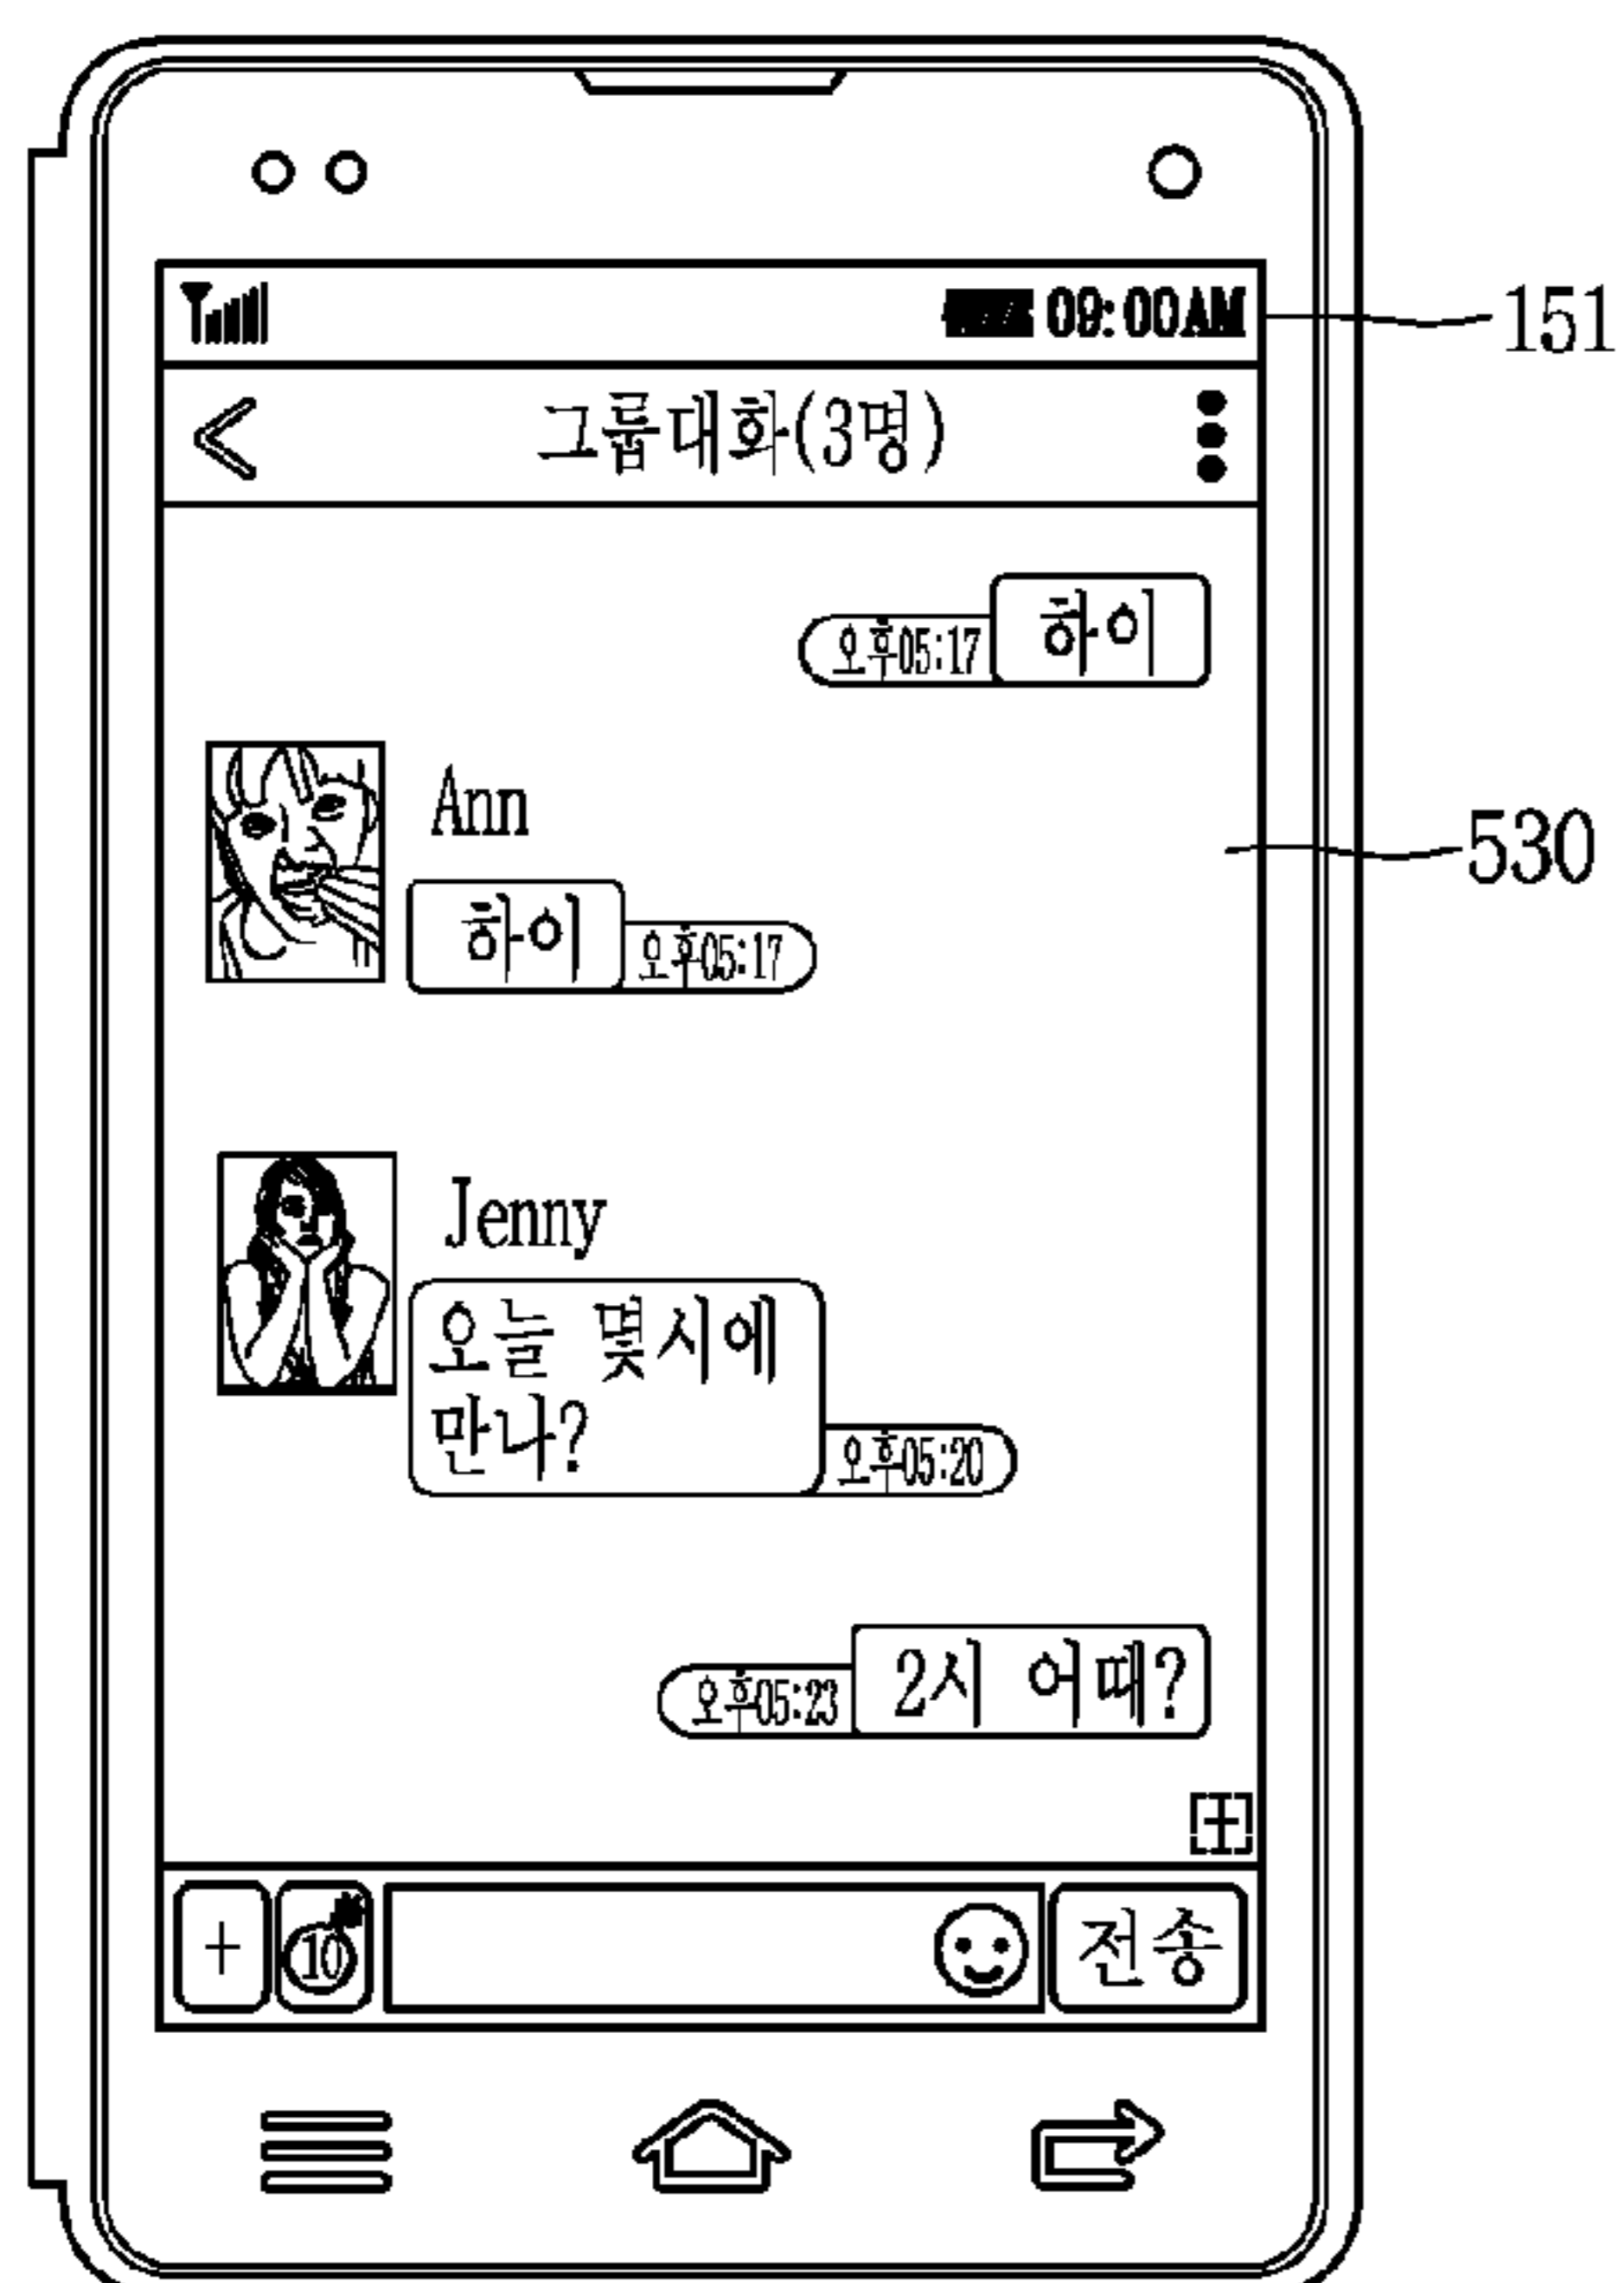 09:00AM
151
그룹대화(3명)
오후05:17
하이
Ann
530
하이
오후05:17
Jenny
오늘 몇시에
만나?
오후05:20
오후05:23
2시 어때?
+
10
전송